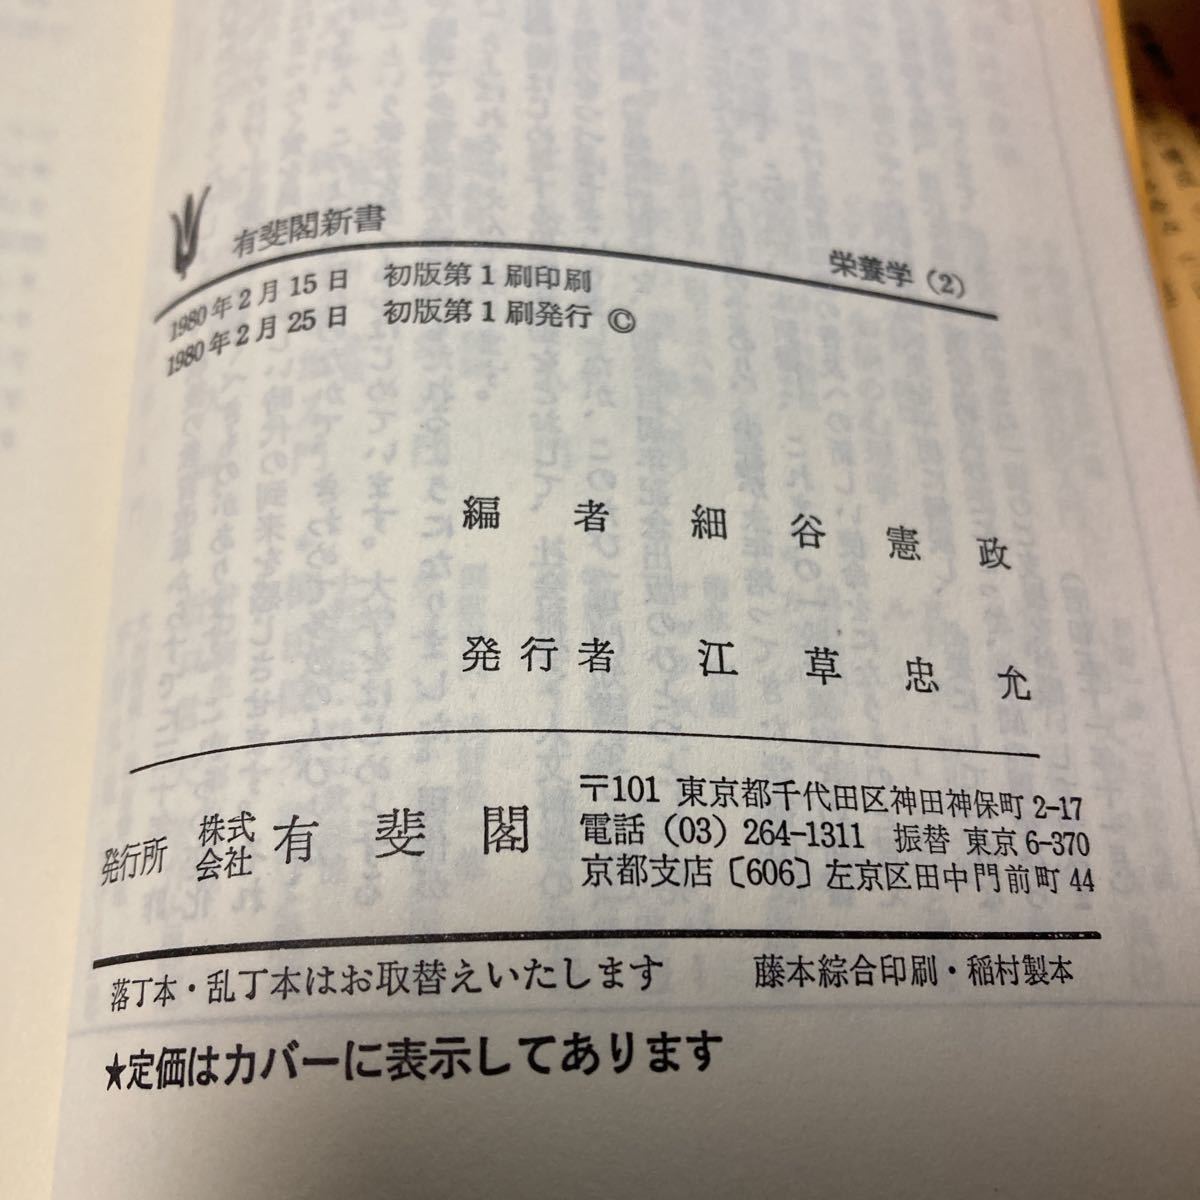 有斐閣新書
栄養学(2)
1980年2月15日 初版第1刷印刷
1980年2月25日 初版第1刷発行 ©
編者 細谷憲政
発行者 江草忠允
発行所 株式会社 有斐閣
〒101 東京都千代田区神田神保町 2-17
電話 (03) 264-1311 振替 東京 6-370
京都支店〔606〕左京区田中門前町 44
落丁本・乱丁本はお取替えいたします 藤本綜合印刷・稲村製本
★定価はカバーに表示してあります